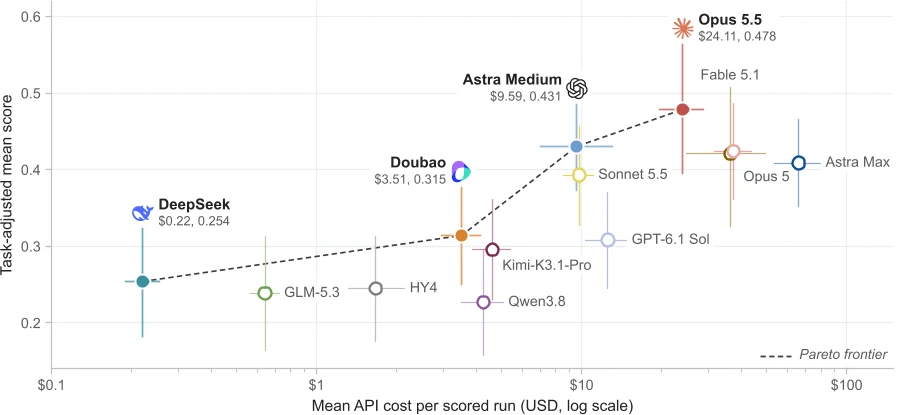 Task-adjusted mean score
0.6
0.5
0.4
0.3
0.2
Opus 5.5
$24.11, 0.478
Fable 5.1
Astra Medium
$9.59, 0.431
Doubao
$3.51, 0.315
Sonnet 5.5
Opus 5
Astra Max
DeepSeek
$0.22, 0.254
GPT-6.1 Sol
Kimi-K3.1-Pro
GLM-5.3
HY4
Qwen3.8
Pareto frontier
$0.1
$1
$10
$100
Mean API cost per scored run (USD, log scale)